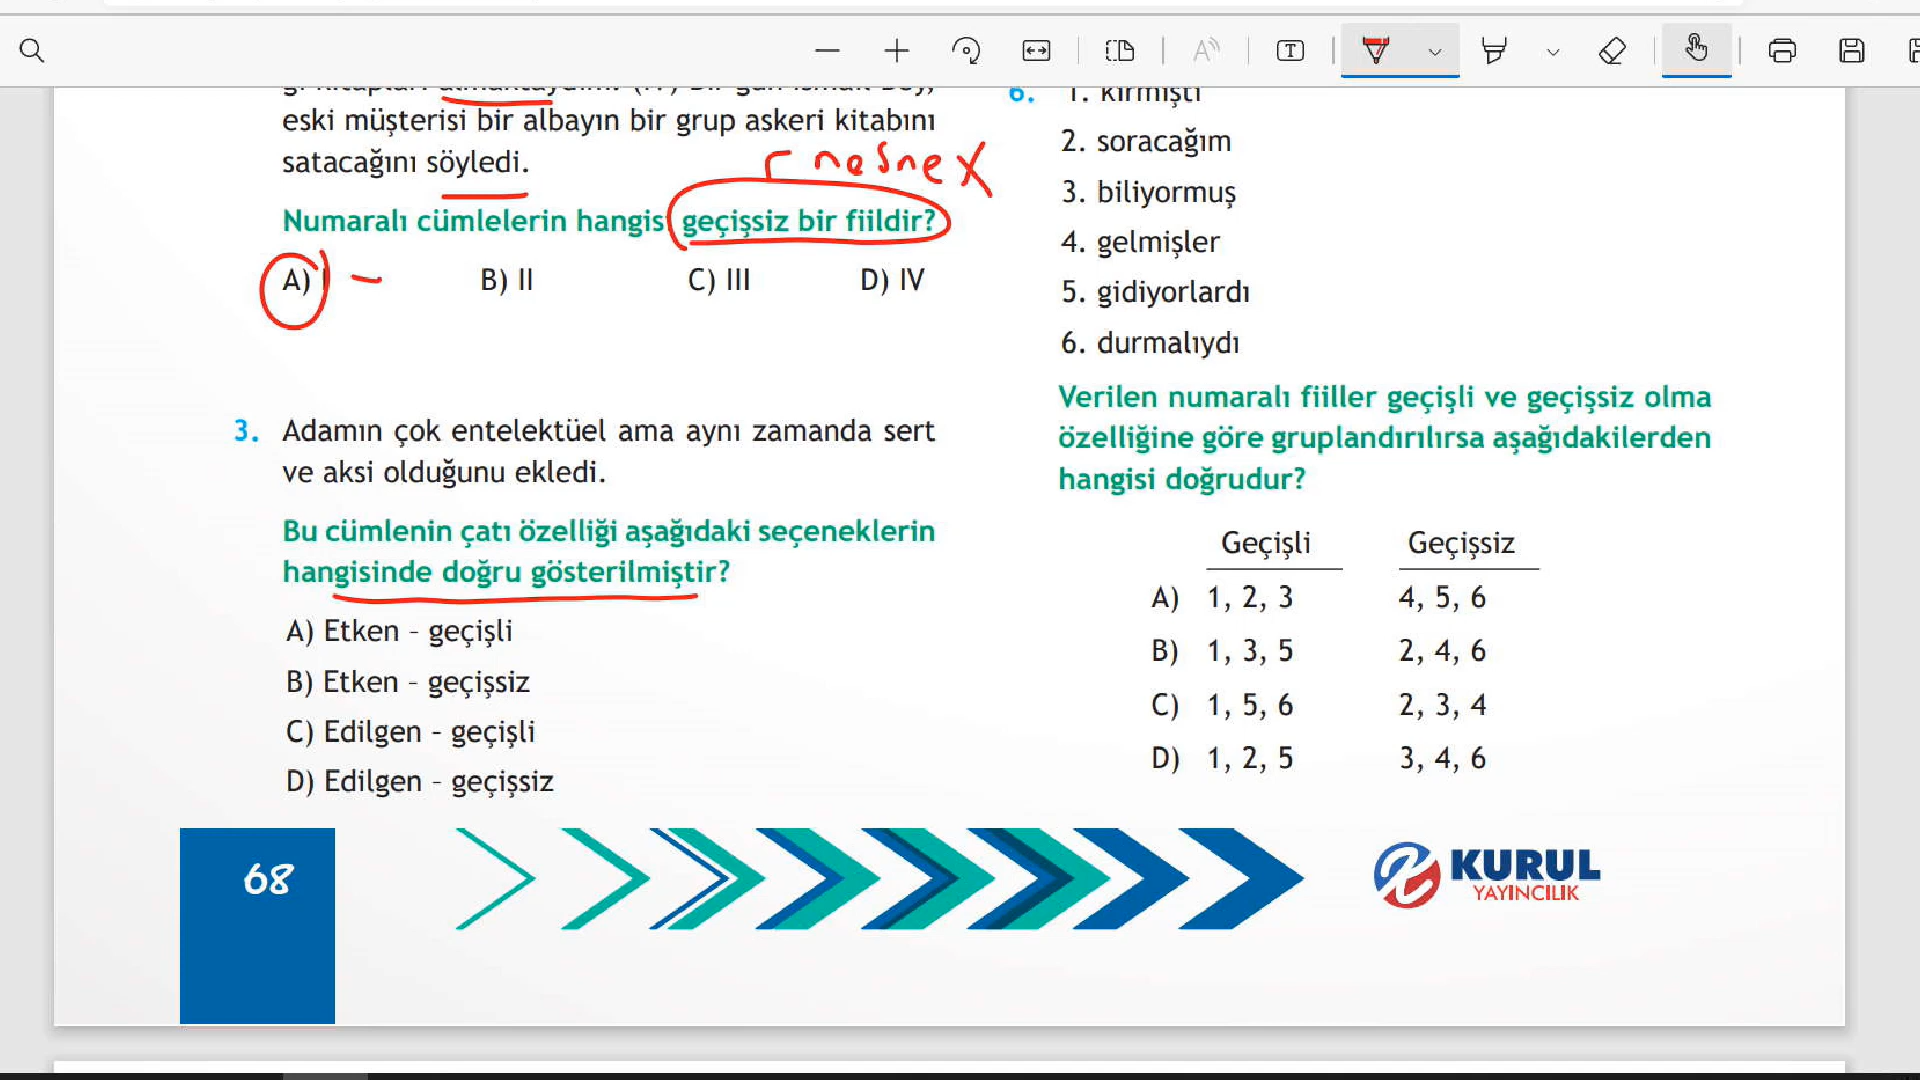 eski müşterisi bir albayın bir grup askeri kitabını
satacağını söyledi.
nesne X
Numaralı cümlelerin hangisi geçişsiz bir fiildir?
A) I
B) II
C) III
D) IV
3. Adamın çok entelektüel ama aynı zamanda sert
ve aksi olduğunu ekledi.
Bu cümlenin çatı özelliği aşağıdaki seçeneklerin
hangisinde doğru gösterilmiştir?
A) Etken – geçişli
B) Etken – geçişsiz
C) Edilgen – geçişli
D) Edilgen – geçişsiz
6. 1. kırmıştı
2. soracağım
3. biliyormuş
4. gelmişler
5. gidiyorlardı
6. durmalıydı
Verilen numaralı fiiller geçişli ve geçişsiz olma
özelliğine göre gruplandırılırsa aşağıdakilerden
hangisi doğrudur?
Geçişli Geçişsiz
A) 1, 2, 3 4, 5, 6
B) 1, 3, 5 2, 4, 6
C) 1, 5, 6 2, 3, 4
D) 1, 2, 5 3, 4, 6
68
KURUL
YAYINCILIK